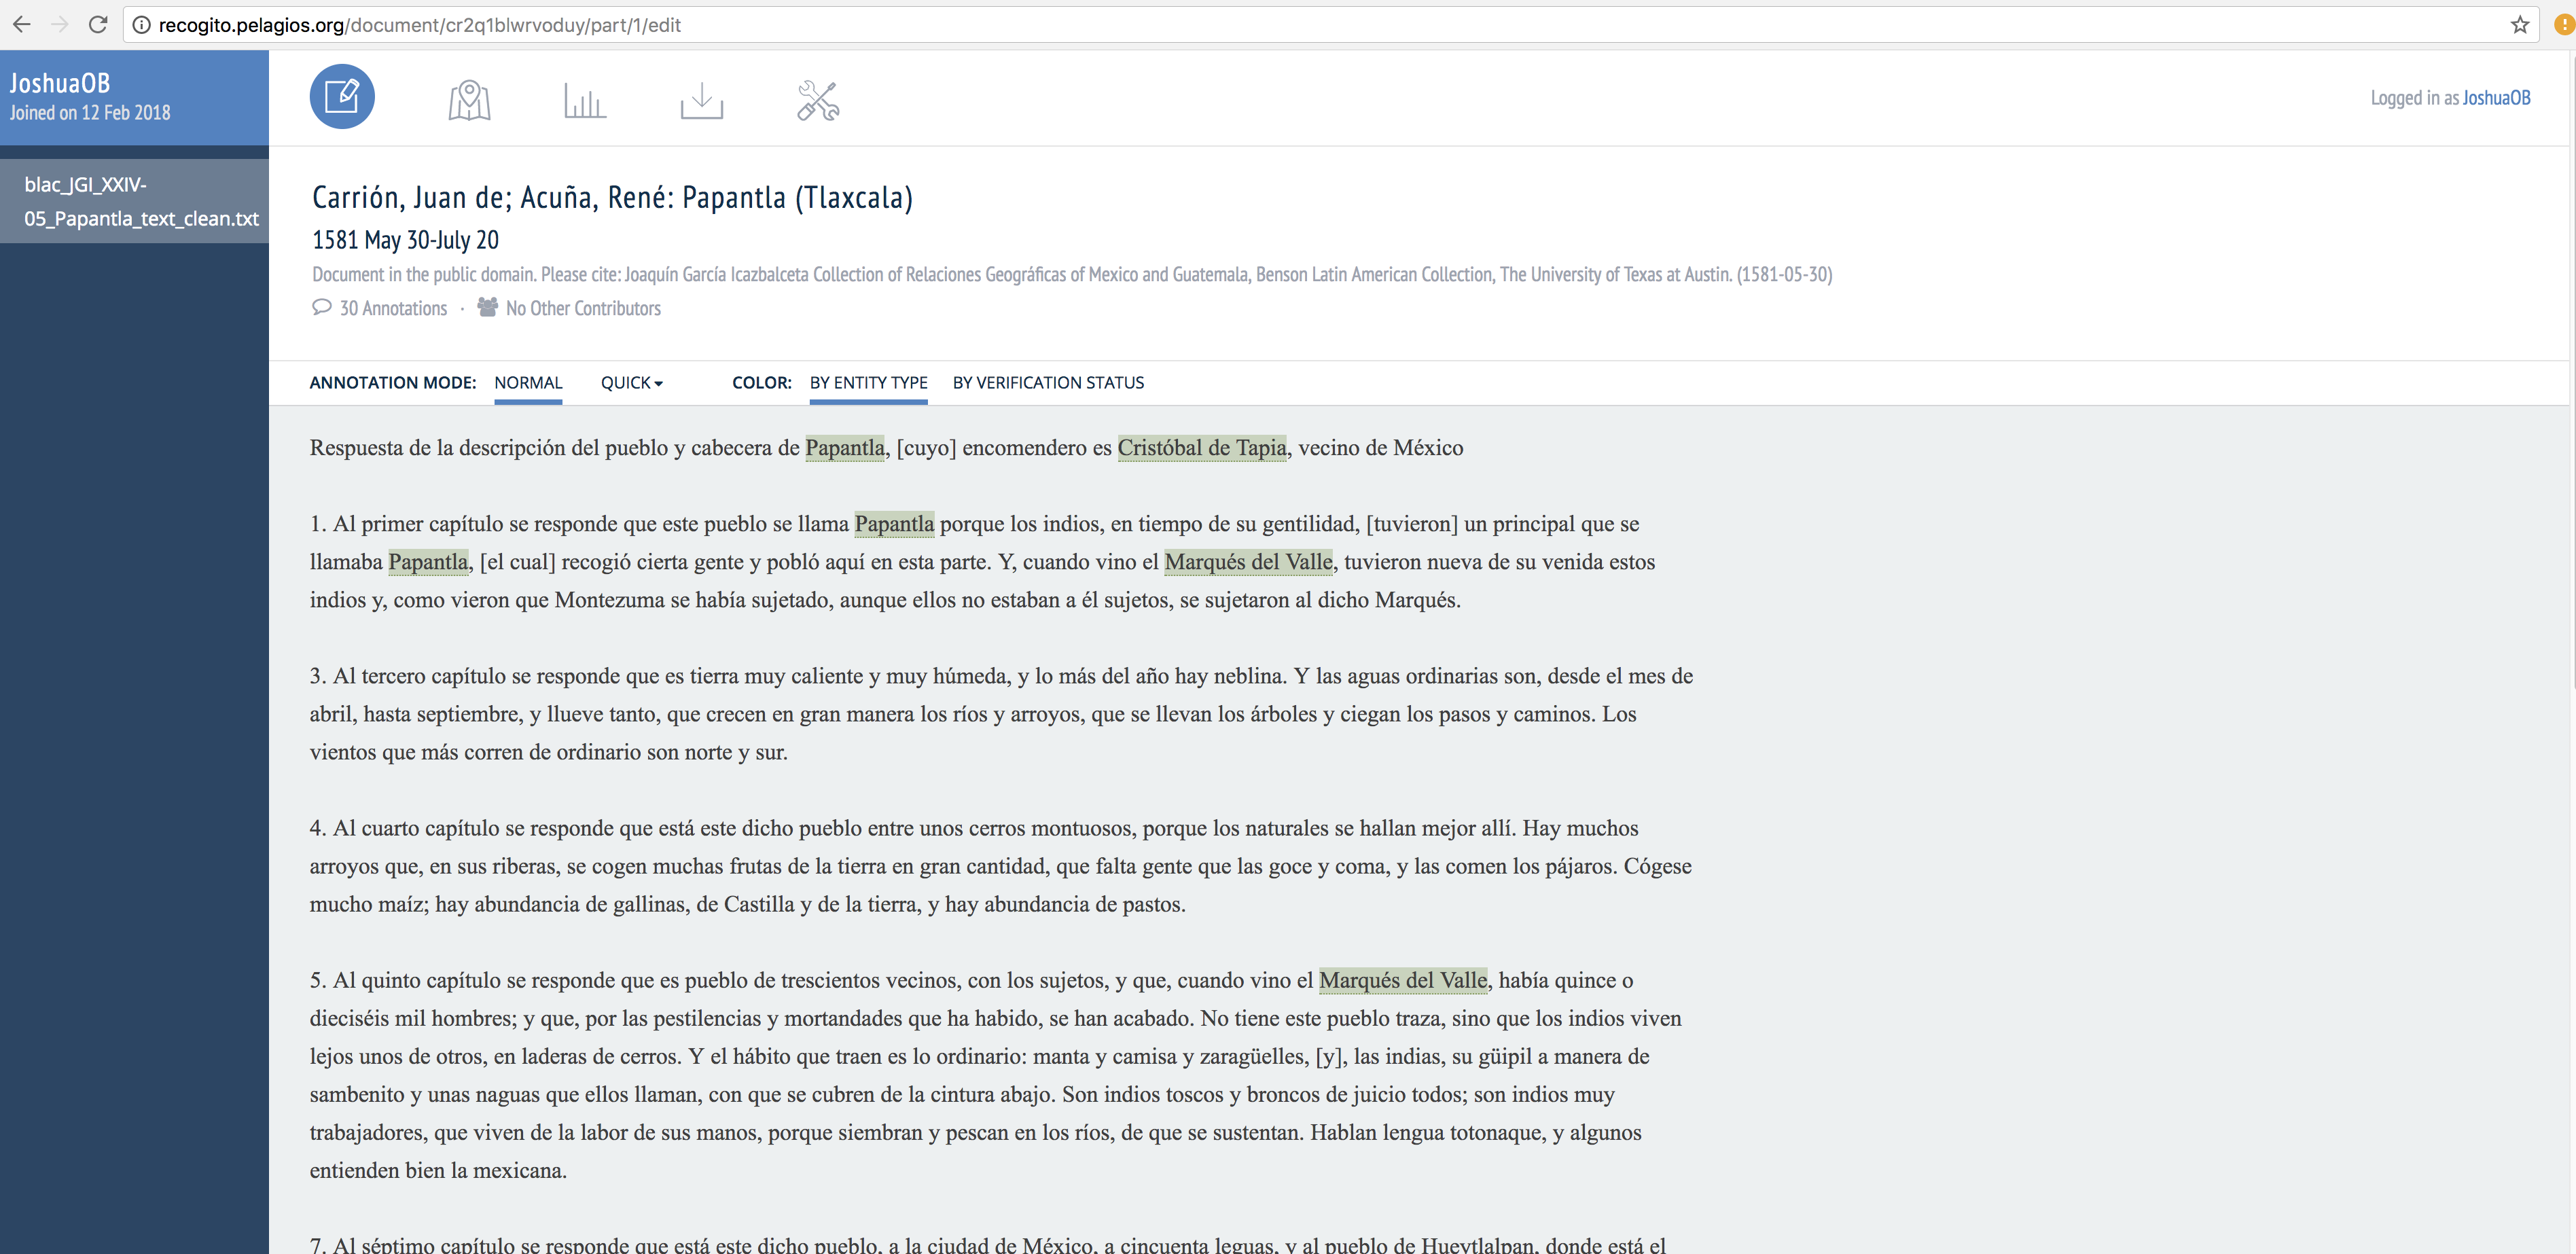 recogito.pelagios.org/document/cr2q1blwrvoduy/part/1/edit
JoshuaOB
Joined on 12 Feb 2018
Logged in as JoshuaOB
blac_JGI_XXIV-
05_Papantla_text_clean.txt
Carrión, Juan de; Acuña, René: Papantla (Tlaxcala)
1581 May 30-July 20
Document in the public domain. Please cite: Joaquín García Icazbalceta Collection of Relaciones Geográficas of Mexico and Guatemala, Benson Latin American Collection, The University of Texas at Austin. (1581-05-30)
30 Annotations · No Other Contributors
ANNOTATION MODE: NORMAL QUICK COLOR: BY ENTITY TYPE BY VERIFICATION STATUS
Respuesta de la descripción del pueblo y cabecera de Papantla, [cuyo] encomendero es Cristóbal de Tapia, vecino de México
1. Al primer capítulo se responde que este pueblo se llama Papantla porque los indios, en tiempo de su gentilidad, [tuvieron] un principal que se
llamaba Papantla, [el cual] recogió cierta gente y pobló aquí en esta parte. Y, cuando vino el Marqués del Valle, tuvieron nueva de su venida estos
indios y, como vieron que Montezuma se había sujetado, aunque ellos no estaban a él sujetos, se sujetaron al dicho Marqués.
3. Al tercero capítulo se responde que es tierra muy caliente y muy húmeda, y lo más del año hay neblina. Y las aguas ordinarias son, desde el mes de
abril, hasta septiembre, y llueve tanto, que crecen en gran manera los ríos y arroyos, que se llevan los árboles y ciegan los pasos y caminos. Los
vientos que más corren de ordinario son norte y sur.
4. Al cuarto capítulo se responde que está este dicho pueblo entre unos cerros montuosos, porque los naturales se hallan mejor allí. Hay muchos
arroyos que, en sus riberas, se cogen muchas frutas de la tierra en gran cantidad, que falta gente que las goce y coma, y las comen los pájaros. Cógese
mucho maíz; hay abundancia de gallinas, de Castilla y de la tierra, y hay abundancia de pastos.
5. Al quinto capítulo se responde que es pueblo de trescientos vecinos, con los sujetos, y que, cuando vino el Marqués del Valle, había quince o
dieciséis mil hombres; y que, por las pestilencias y mortandades que ha habido, se han acabado. No tiene este pueblo traza, sino que los indios viven
lejos unos de otros, en laderas de cerros. Y el hábito que traen es lo ordinario: manta y camisa y zaragüelles, [y], las indias, su güipil a manera de
sambenito y unas naguas que ellos llaman, con que se cubren de la cintura abajo. Son indios toscos y broncos de juicio todos; son indios muy
trabajadores, que viven de la labor de sus manos, porque siembran y pescan en los ríos, de que se sustentan. Hablan lengua totonaque, y algunos
entienden bien la mexicana.
7. Al séptimo capítulo se responde que está este dicho pueblo, a la ciudad de México, a cincuenta leguas, y al pueblo de Hueytlalpan, donde está el